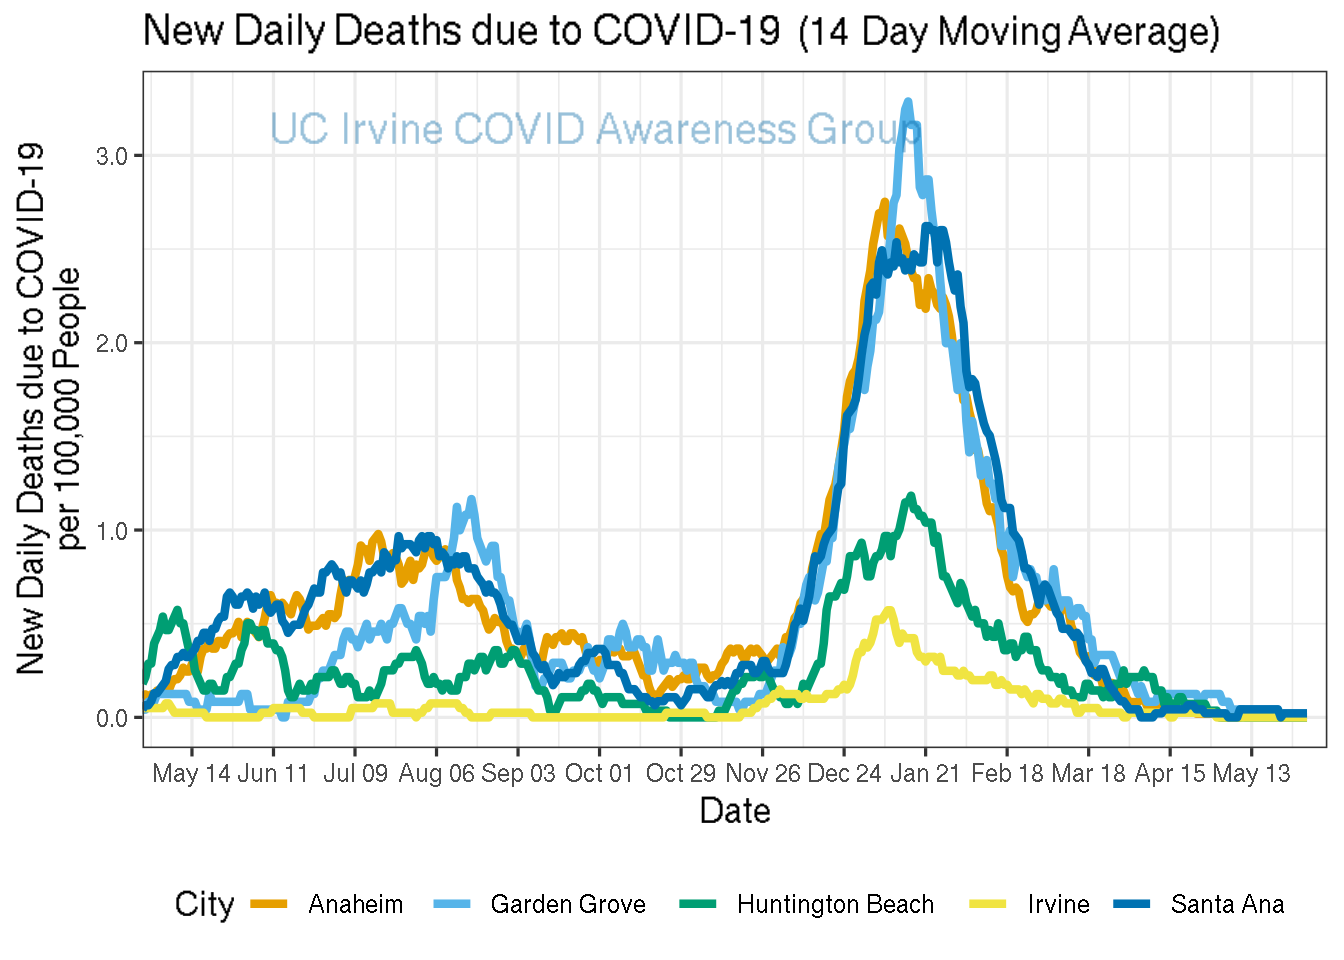 New Daily Deaths due to COVID-19 (14 Day Moving Average)
UC Irvine COVID Awareness Group
New Daily Deaths due to COVID-19
per 100,000 People
3.0
2.0
1.0
0.0
May 14 Jun 11 Jul 09 Aug 06 Sep 03 Oct 01 Oct 29 Nov 26 Dec 24 Jan 21 Feb 18 Mar 18 Apr 15 May 13
Date
City Anaheim Garden Grove Huntington Beach Irvine Santa Ana